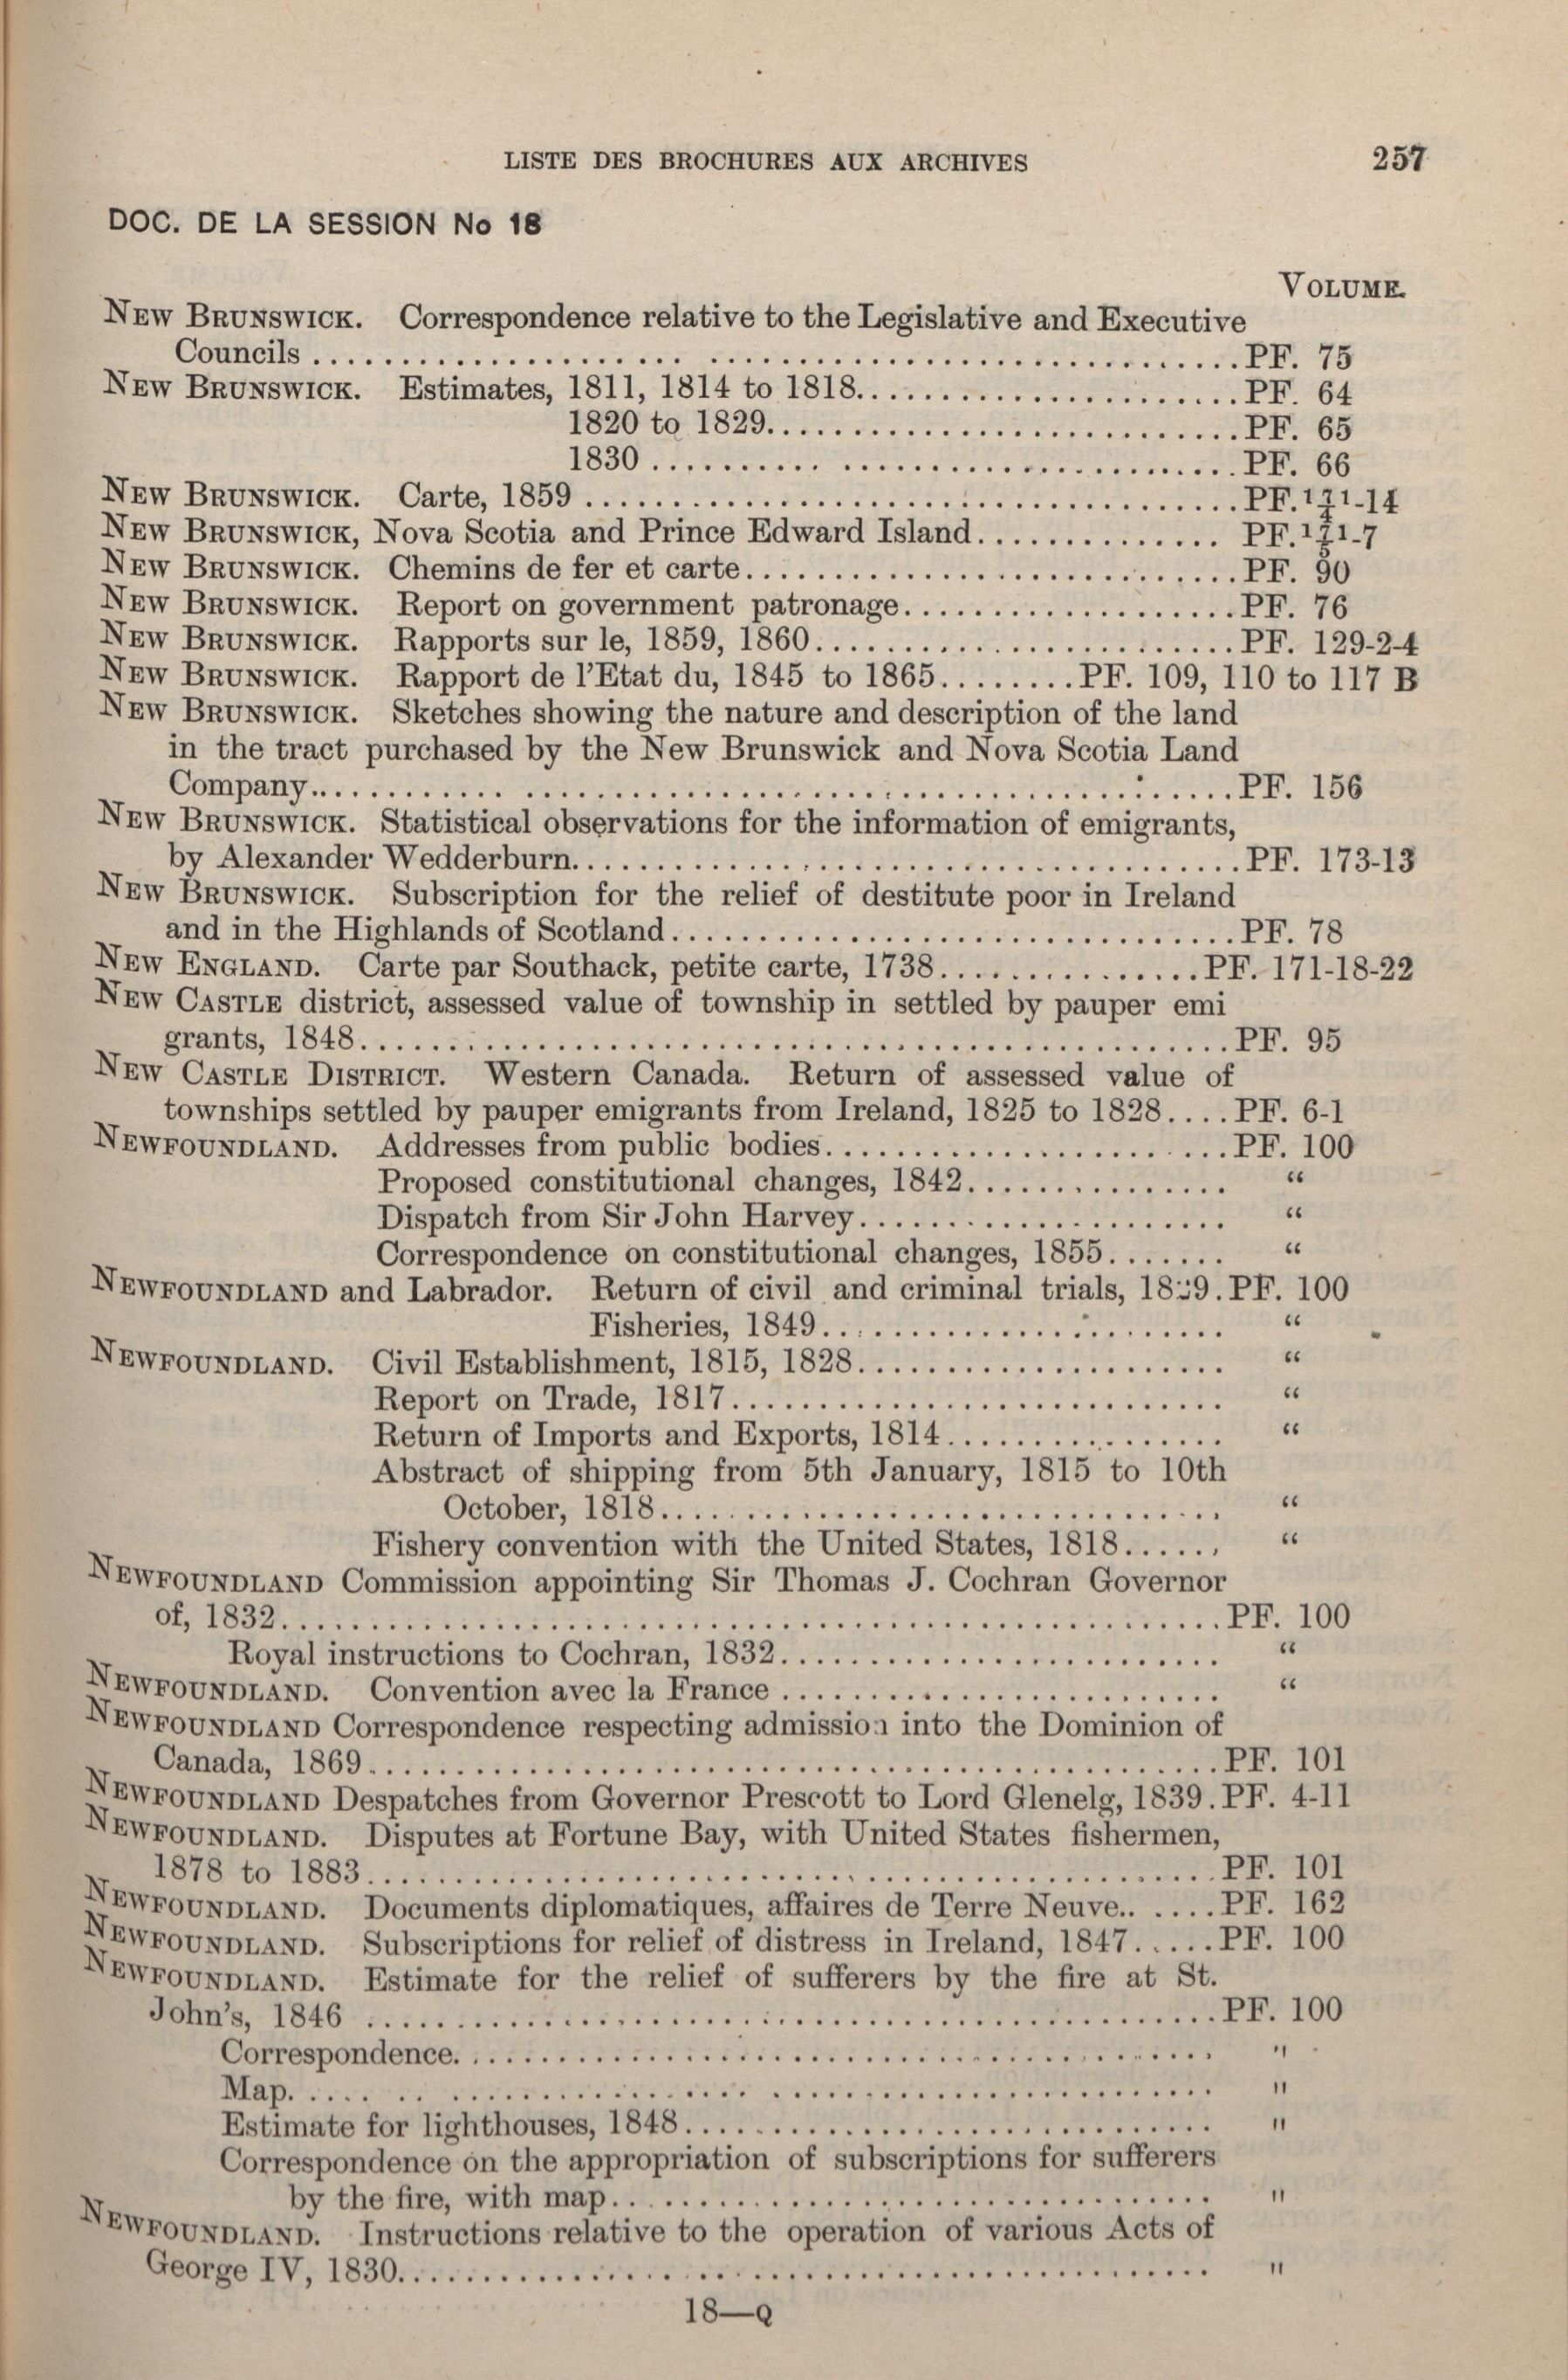 LISTE DES BROCHURES AUX ARCHIVES 257
DOC. DE LA SESSION No 18
VOLUME.
NEW BRUNSWICK. Correspondence relative to the Legislative and Executive
Councils ........................................ PF. 75
NEW BRUNSWICK. Estimates, 1811, 1814 to 1818........................PF. 64
1820 to 1829........................PF. 65
1830 ........................PF. 66
NEW BRUNSWICK. Carte, 1859 ........................PF. 171-14
NEW BRUNSWICK, Nova Scotia and Prince Edward Island............... PF. 171-7
NEW BRUNSWICK. Chemins de fer et carte........................PF. 90
NEW BRUNSWICK. Report on government patronage...................PF. 76
NEW BRUNSWICK. Rapports sur le, 1859, 1860........................PF. 129-2-4
NEW BRUNSWICK. Rapport de l'Etat du, 1845 to 1865........PF. 109, 110 to 117 B
NEW BRUNSWICK. Sketches showing the nature and description of the land
in the tract purchased by the New Brunswick and Nova Scotia Land
Company........................................PF. 156
NEW BRUNSWICK. Statistical observations for the information of emigrants,
by Alexander Wedderburn........................PF. 173-13
NEW BRUNSWICK. Subscription for the relief of destitute poor in Ireland
and in the Highlands of Scotland........................PF. 78
NEW ENGLAND. Carte par Southack, petite carte, 1738...............PF. 171-18-22
NEW CASTLE district, assessed value of township in settled by pauper emi
grants, 1848........................................PF. 95
NEW CASTLE DISTRICT. Western Canada. Return of assessed value of
townships settled by pauper emigrants from Ireland, 1825 to 1828....PF. 6-1
NEWFOUNDLAND. Addresses from public bodies.......................PF. 100
Proposed constitutional changes, 1842............... "
Dispatch from Sir John Harvey..................... "
Correspondence on constitutional changes, 1855....... "
NEWFOUNDLAND and Labrador. Return of civil and criminal trials, PF. 100
Fisheries, 1849....................... "
NEWFOUNDLAND. Civil Establishment, 1815, 1828..................... "
Report on Trade, 1817............................ "
Return of Imports and Exports, 1814................ "
Abstract of shipping from 5th January, 1815 to 10th
October, 1818................................ "
Fishery convention with the United States, 1818...... "
NEWFOUNDLAND Commission appointing Sir Thomas J. Cochran Governor
of, 1832........................................PF. 100
Royal instructions to Cochran, 1832......................... "
NEWFOUNDLAND. Convention avec la France ......................... "
NEWFOUNDLAND Correspondence respecting admission into the Dominion of
Canada, 1869........................................PF. 101
NEWFOUNDLAND Despatches from Governor Prescott to Lord Glenelg, 1839.PF. 4-11
NEWFOUNDLAND. Disputes at Fortune Bay, with United States fishermen,
1878 to 1883........................................PF. 101
NEWFOUNDLAND. Documents diplomatiques, affaires de Terre Neuve.. ....PF. 162
NEWFOUNDLAND. Subscriptions for relief of distress in Ireland, 1847.....PF. 100
NEWFOUNDLAND. Estimate for the relief of sufferers by the fire at St.
John's, 1846 ........................................PF. 100
Correspondence........................................ "
Map........................................ "
Estimate for lighthouses, 1848.............................. "
Correspondence on the appropriation of subscriptions for sufferers
by the fire, with map.................................. "
NEWFOUNDLAND. Instructions relative to the operation of various Acts of
George IV, 1830........................................ "
18—Q